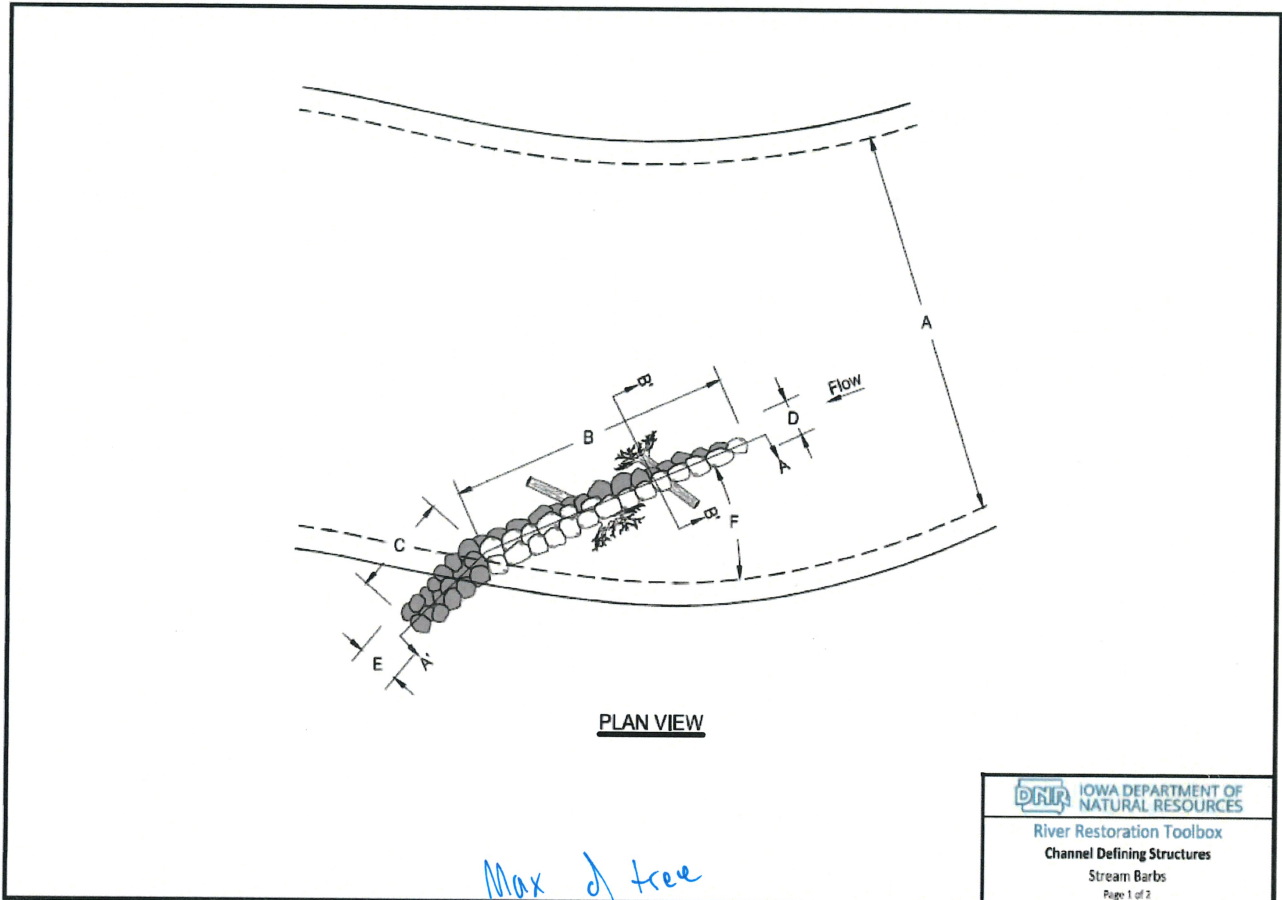 B'
Flow
B
D
A
A
B'
F
C
E
A'
PLAN VIEW
DNR IOWA DEPARTMENT OF
NATURAL RESOURCES
River Restoration Toolbox
Channel Defining Structures
Stream Barbs
Page 1 of 2
Max d tree